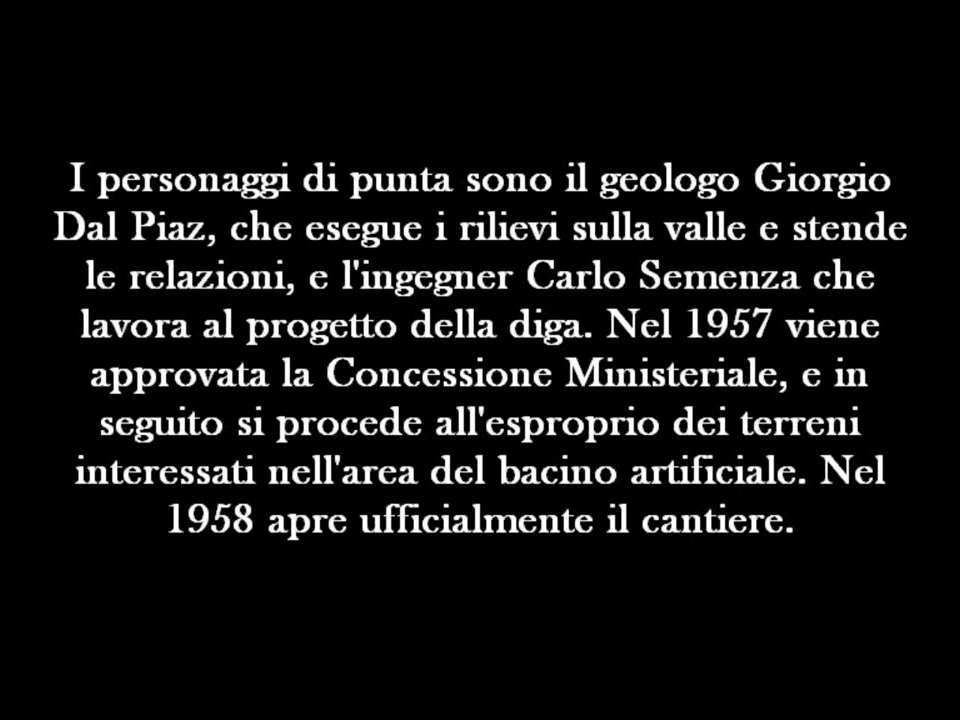 I personaggi di punta sono il geologo Giorgio
Dal Piaz, che esegue i rilievi sulla valle e stende
le relazioni, e l'ingegner Carlo Semenza che
lavora al progetto della diga. Nel 1957 viene
approvata la Concessione Ministeriale, e in
seguito si procede all'esproprio dei terreni
interessati nell'area del bacino artificiale. Nel
1958 apre ufficialmente il cantiere.